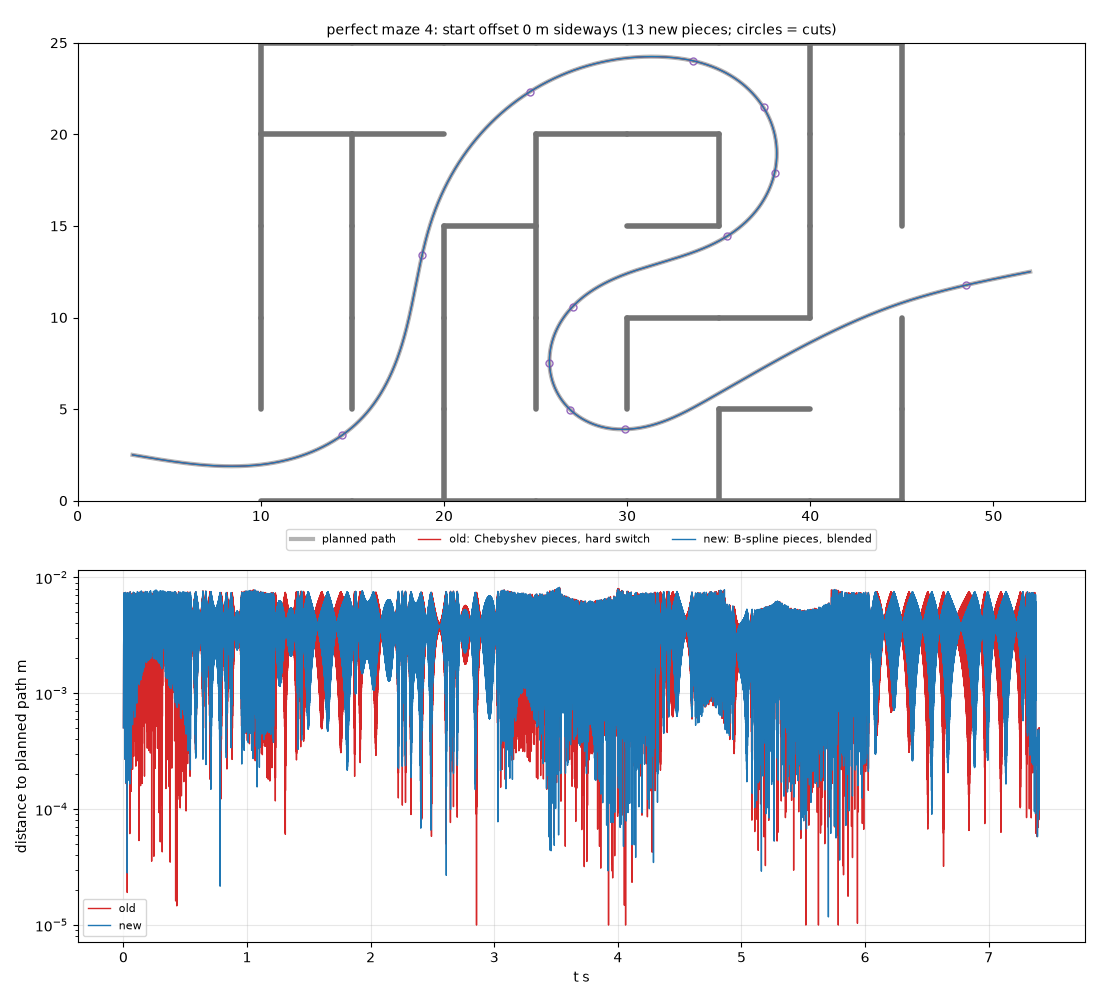 perfect maze 4: start offset 0 m sideways (13 new pieces; circles = cuts)
25
20
15
10
5
0
0 10 20 30 40 50
planned path old: Chebyshev pieces, hard switch new: B-spline pieces, blended
distance to planned path m
10⁻²
10⁻³
10⁻⁴
10⁻⁵
old
new
0 1 2 3 4 5 6 7
t s